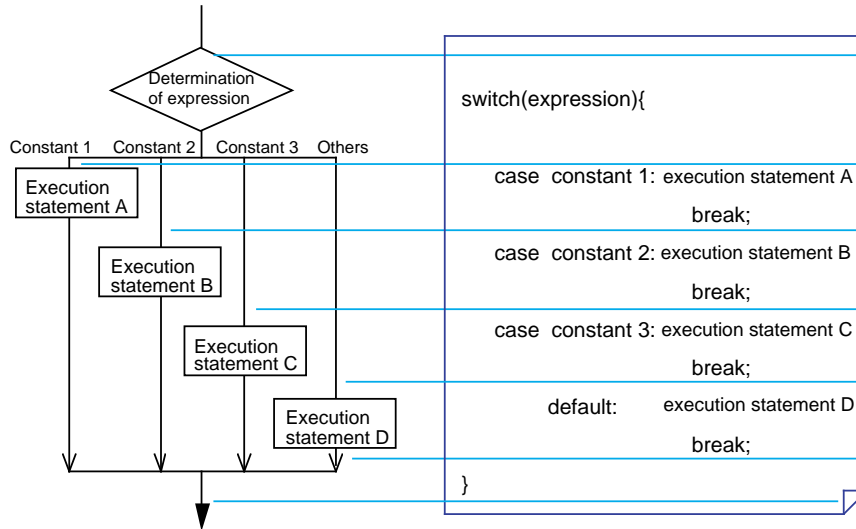 Determination
of expression
Constant 1 Constant 2 Constant 3 Others
Execution
statement A
Execution
statement B
Execution
statement C
Execution
statement D
switch(expression){
case constant 1: execution statement A
break;
case constant 2: execution statement B
break;
case constant 3: execution statement C
break;
default: execution statement D
break;
}